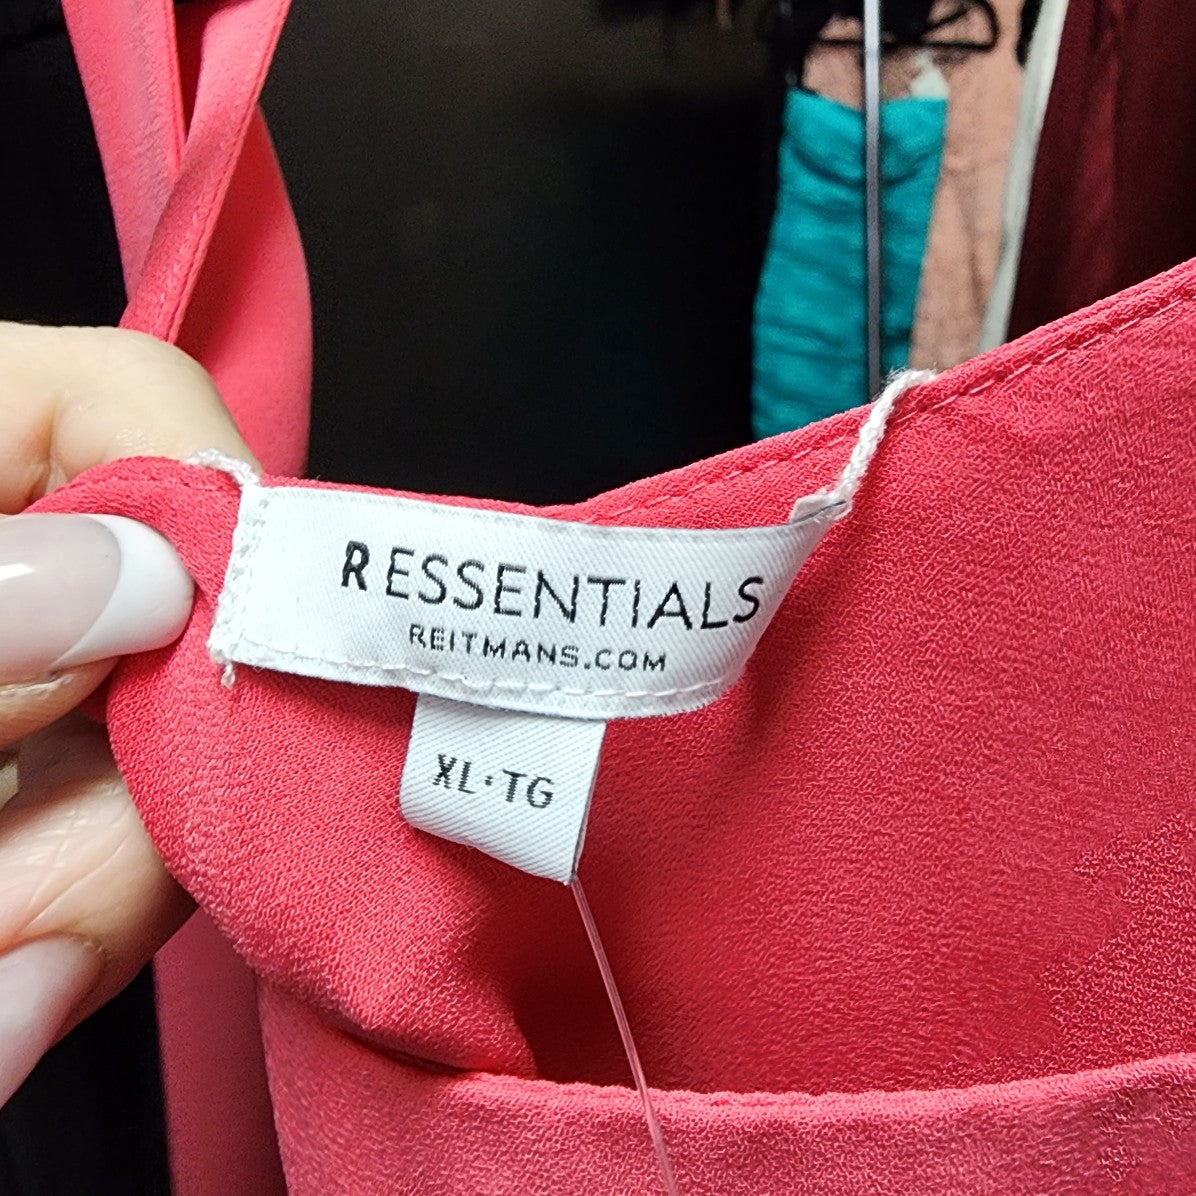 R ESSENTIALS
REITMANS.COM
XL•TG